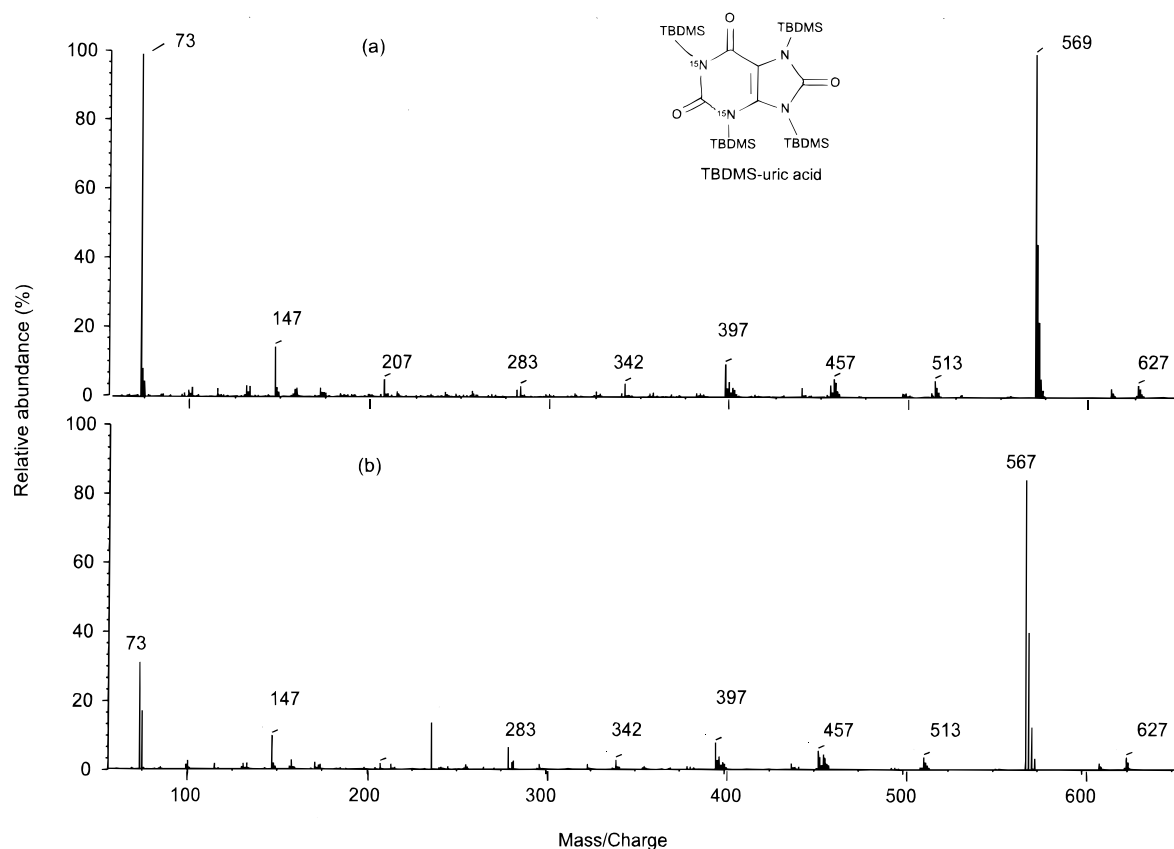 O
TBDMS
TBDMS
100
73
(a)
N
569
15N
O
80
O
15N
N
TBDMS
TBDMS
TBDMS-uric acid
60
40
20
147
397
207
283
342
457
513
627
0
Relative abundance (%)
100
(b)
567
80
60
40
73
20
147
397
283
342
457
513
627
0
100
200
300
400
500
600
Mass/Charge